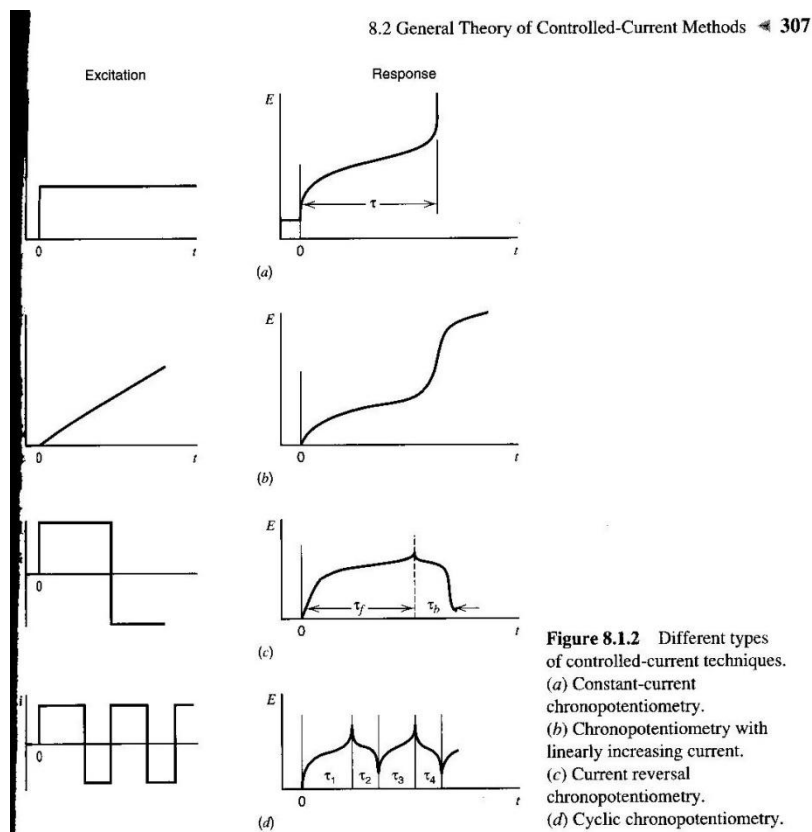 8.2 General Theory of Controlled-Current Methods ◄ 307
Excitation
Response
E
τ
0
t
0
t
(a)
E
0
t
0
t
(b)
E
0
τf
τb
0
t
(c)
i
E
0
τ1
τ2
τ3
τ4
0
t
(d)
Figure 8.1.2 Different types
of controlled-current techniques.
(a) Constant-current
chronopotentiometry.
(b) Chronopotentiometry with
linearly increasing current.
(c) Current reversal
chronopotentiometry.
(d) Cyclic chronopotentiometry.